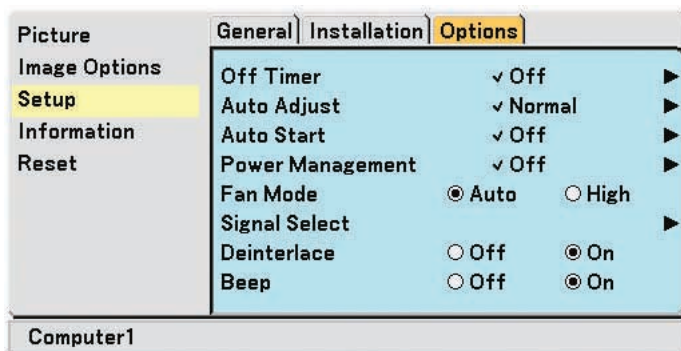 Picture
Image Options
Setup
Information
Reset
General Installation Options
Off Timer ✓ Off ▶
Auto Adjust ✓ Normal ▶
Auto Start ✓ Off ▶
Power Management ✓ Off ▶
Fan Mode ◉ Auto ○ High
Signal Select ▶
Deinterlace ○ Off ◉ On
Beep ○ Off ◉ On
Computer1